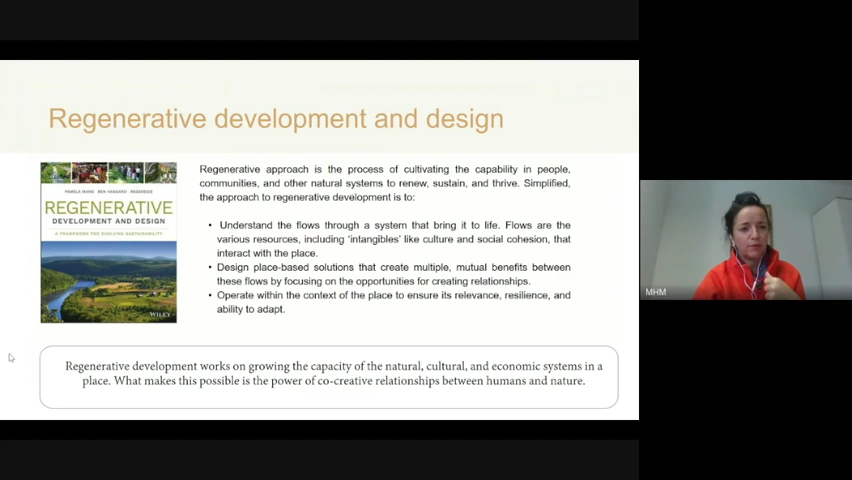 Regenerative development and design
PAMELA MANG BEN HAGGARD REGENESIS
REGENERATIVE
DEVELOPMENT AND DESIGN
A FRAMEWORK FOR EVOLVING SUSTAINABILITY
WILEY
Regenerative approach is the process of cultivating the capability in people,
communities, and other natural systems to renew, sustain, and thrive. Simplified,
the approach to regenerative development is to:
• Understand the flows through a system that bring it to life. Flows are the
various resources, including ‘intangibles’ like culture and social cohesion, that
interact with the place.
• Design place-based solutions that create multiple, mutual benefits between
these flows by focusing on the opportunities for creating relationships.
• Operate within the context of the place to ensure its relevance, resilience, and
ability to adapt.
Regenerative development works on growing the capacity of the natural, cultural, and economic systems in a
place. What makes this possible is the power of co-creative relationships between humans and nature.
MHM